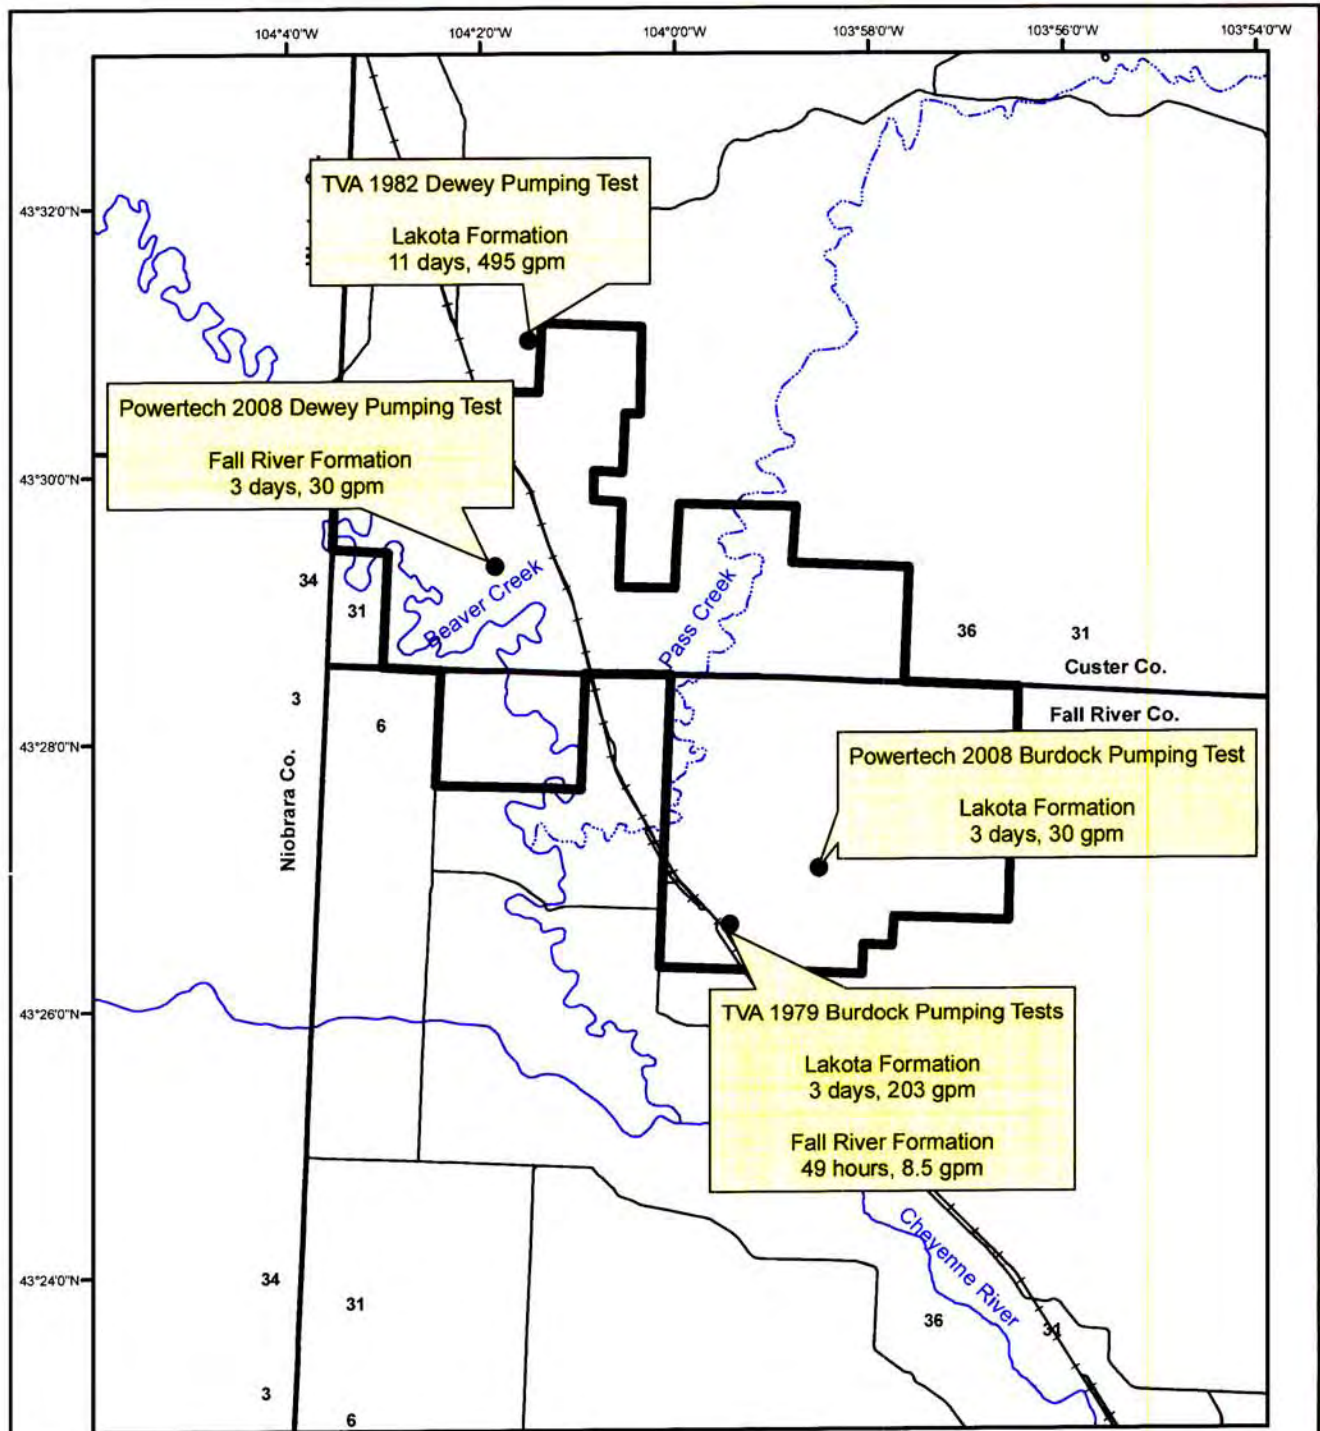 104°4'0"W 104°2'0"W 104°0'0"W 103°58'0"W 103°56'0"W 103°54'0"W
43°32'0"N
TVA 1982 Dewey Pumping Test
Lakota Formation
11 days, 495 gpm
Powertech 2008 Dewey Pumping Test
Fall River Formation
3 days, 30 gpm
43°30'0"N
34
31
Beaver Creek
Pass Creek
36
31
Custer Co.
Fall River Co.
3
6
43°28'0"N
Niobrara Co.
Powertech 2008 Burdock Pumping Test
Lakota Formation
3 days, 30 gpm
43°26'0"N
TVA 1979 Burdock Pumping Tests
Lakota Formation
3 days, 203 gpm
Fall River Formation
49 hours, 8.5 gpm
Cheyenne River
43°24'0"N
34
31
36
31
3
6